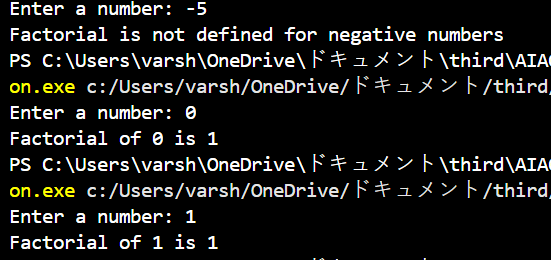 Enter a number: -5
Factorial is not defined for negative numbers
PS C:\Users\varsh\OneDrive\ドキュメント\third\AIA
on.exe c:/Users/varsh/OneDrive/ドキュメント/third/
Enter a number: 0
Factorial of 0 is 1
PS C:\Users\varsh\OneDrive\ドキュメント\third\AIA
on.exe c:/Users/varsh/OneDrive/ドキュメント/third/
Enter a number: 1
Factorial of 1 is 1